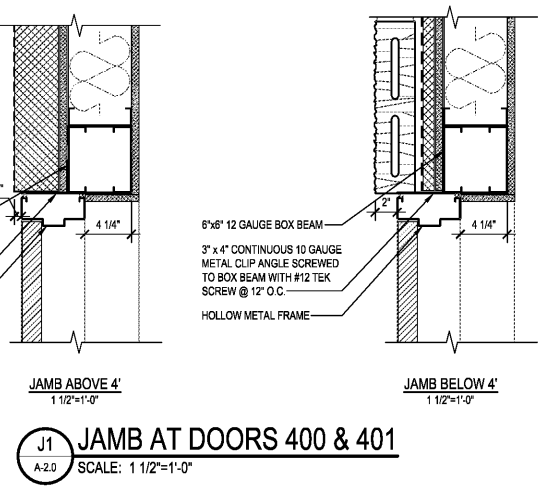 "
4 1/4"
2"
4 1/4"
6"x6" 12 GAUGE BOX BEAM
3" x 4" CONTINUOUS 10 GAUGE
METAL CLIP ANGLE SCREWED
TO BOX BEAM WITH #12 TEK
SCREW @ 12" O.C.
HOLLOW METAL FRAME
JAMB ABOVE 4'
1 1/2"=1'-0"
JAMB BELOW 4'
1 1/2"=1'-0"
J1
A-2.0
JAMB AT DOORS 400 & 401
SCALE: 1 1/2"=1'-0"